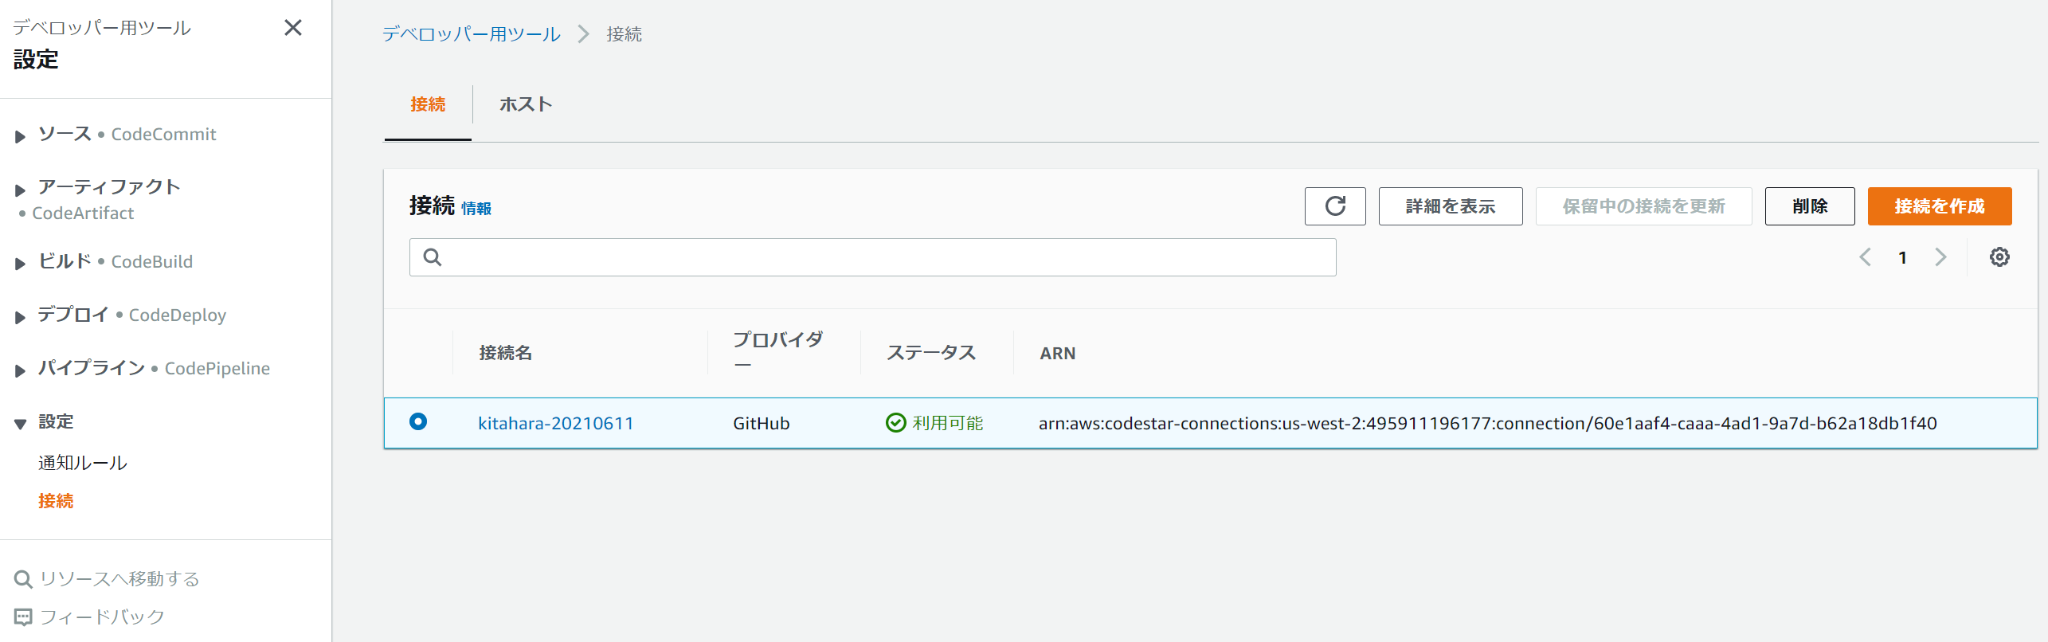 デベロッパー用ツール
設定
ソース • CodeCommit
アーティファクト
• CodeArtifact
ビルド • CodeBuild
デプロイ • CodeDeploy
パイプライン • CodePipeline
設定
通知ルール
接続
リソースへ移動する
フィードバック
デベロッパー用ツール > 接続
接続 ホスト
接続 情報
詳細を表示 保留中の接続を更新 削除 接続を作成
1
接続名 プロバイダー ステータス ARN
kitahara-20210611 GitHub 利用可能 arn:aws:codestar-connections:us-west-2:495911196177:connection/60e1aaf4-caaa-4ad1-9a7d-b62a18db1f40